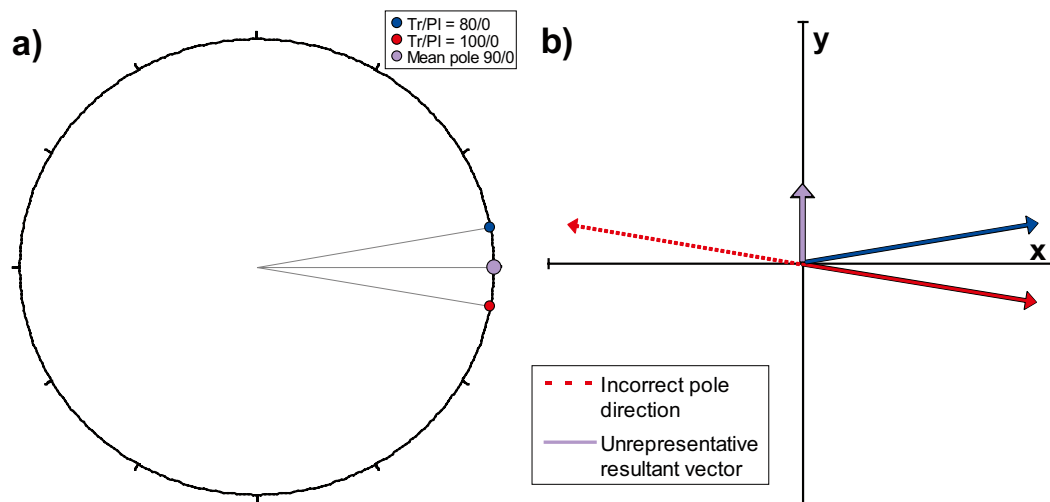 a)
Tr/Pl = 80/0
Tr/Pl = 100/0
Mean pole 90/0
b)
y
x
Incorrect pole
direction
Unrepresentative
resultant vector